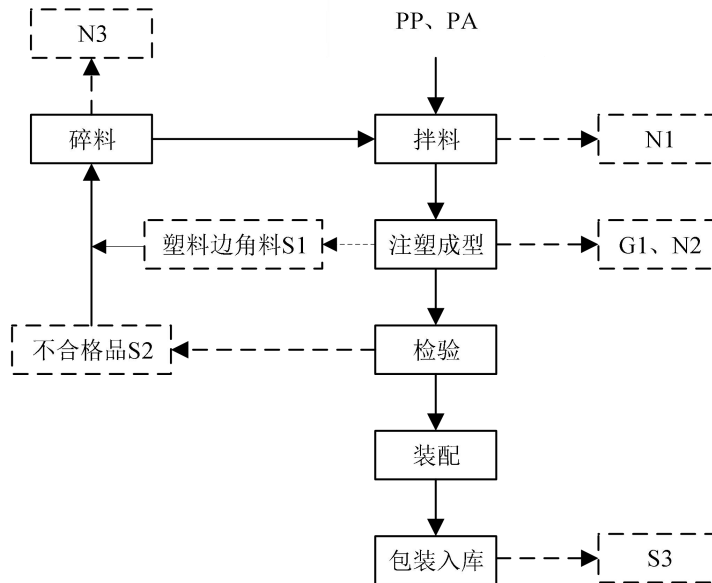 N3
PP、PA
碎料
拌料
N1
塑料边角料S1
注塑成型
G1、N2
不合格品S2
检验
装配
包装入库
S3